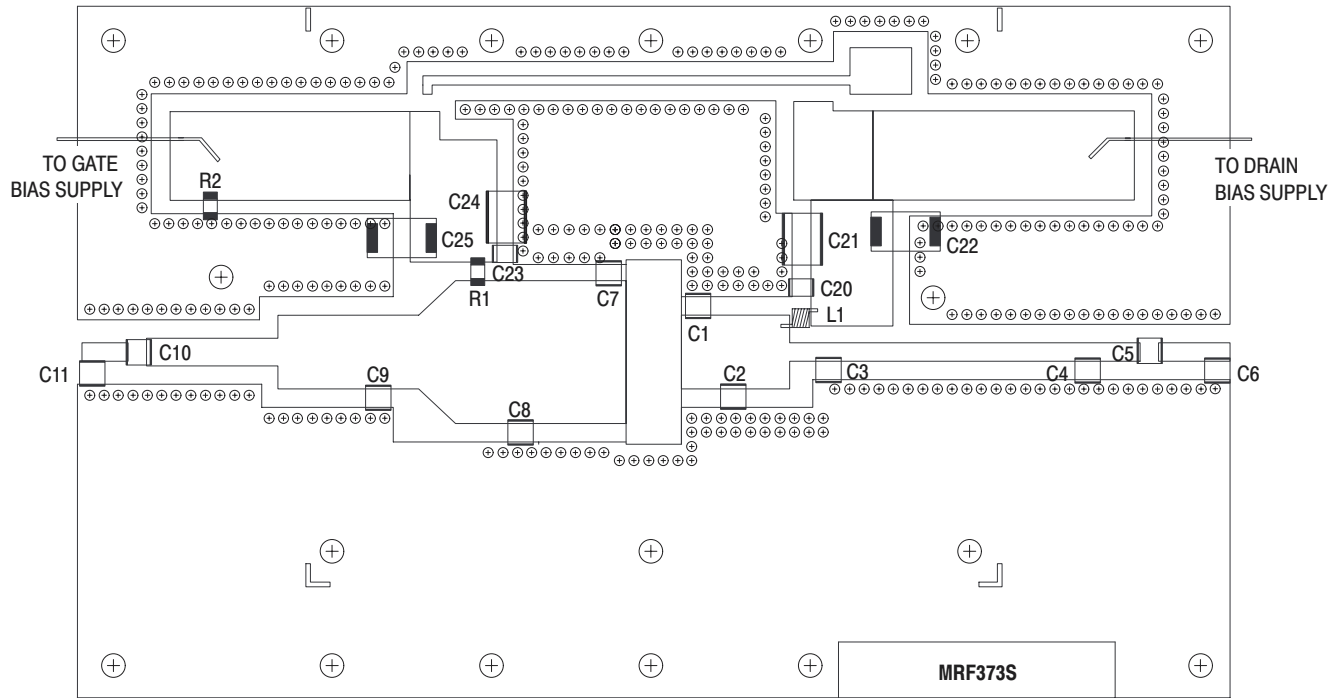 TO GATE
BIAS SUPPLY
R2
C24
C25
C23
R1
C7
C21
C22
C20
L1
C1
TO DRAIN
BIAS SUPPLY
C11
C10
C9
C8
C2
C3
C4
C5
C6
MRF373S